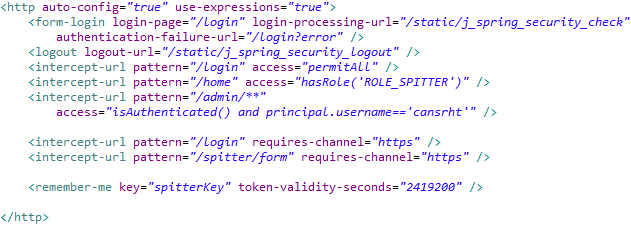 <http auto-config="true" use-expressions="true">
<form-login login-page="/login" login-processing-url="/static/j_spring_security_check"
authentication-failure-url="/login?error" />
<logout logout-url="/static/j_spring_security_logout" />
<intercept-url pattern="/login" access="permitAll" />
<intercept-url pattern="/home" access="hasRole('ROLE_SPITTER')" />
<intercept-url pattern="/admin/**"
access="isAuthenticated() and principal.username=='cansrht'" />
<intercept-url pattern="/login" requires-channel="https" />
<intercept-url pattern="/spitter/form" requires-channel="https" />
<remember-me key="spitterKey" token-validity-seconds="2419200" />
</http>